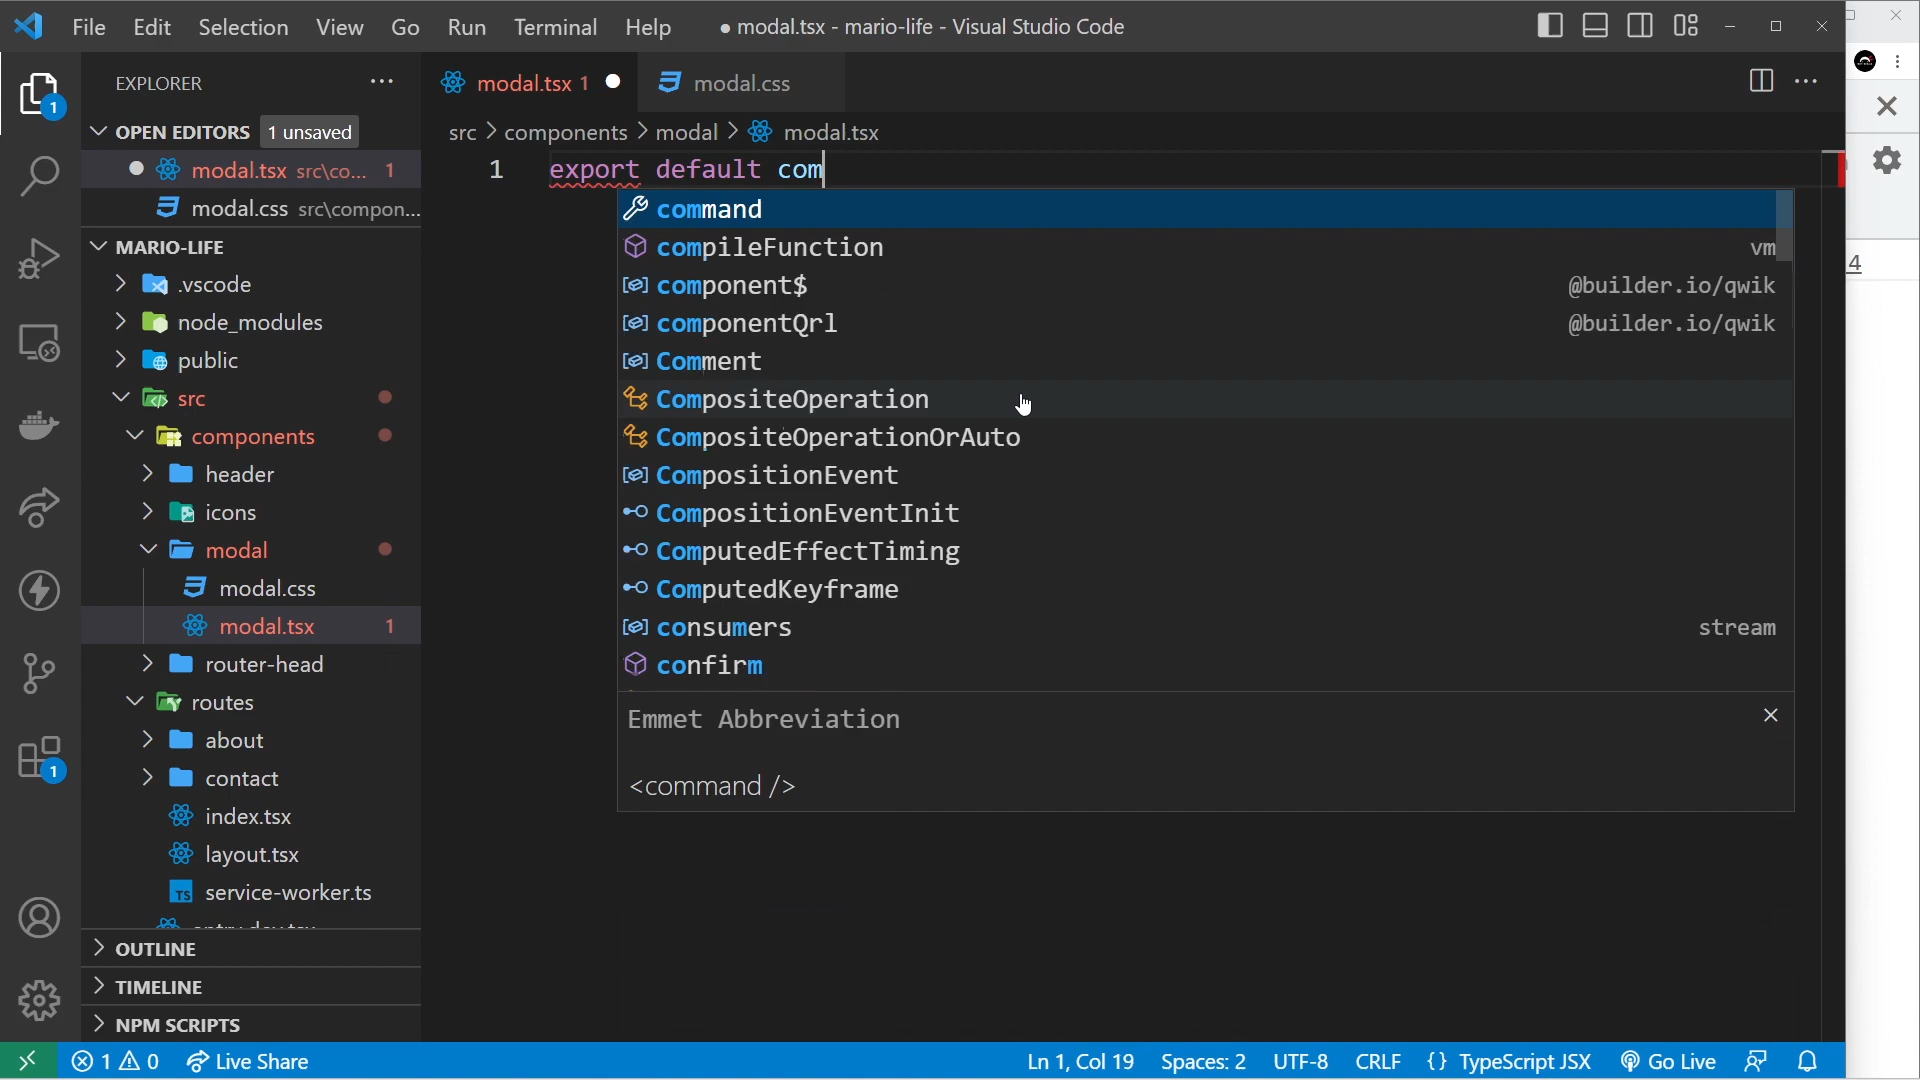 File Edit Selection View Go Run Terminal Help ● modal.tsx - mario-life - Visual Studio Code
EXPLORER
modal.tsx 1
modal.css
OPEN EDITORS 1 unsaved
modal.tsx src\co... 1
modal.css src\compon...
MARIO-LIFE
.vscode
node_modules
public
src
components
header
icons
modal
modal.css
modal.tsx 1
router-head
routes
about
contact
index.tsx
layout.tsx
service-worker.ts
OUTLINE
TIMELINE
NPM SCRIPTS
src > components > modal > modal.tsx
1 export default com
command
compileFunction vm
component$ @builder.io/qwik
componentQrl @builder.io/qwik
Comment
CompositeOperation
CompositeOperationOrAuto
CompositionEvent
CompositionEventInit
ComputedEffectTiming
ComputedKeyframe
consumers stream
confirm
Emmet Abbreviation
<command />
4
1
1
1 0 Live Share Ln 1, Col 19 Spaces: 2 UTF-8 CRLF {} TypeScript JSX Go Live